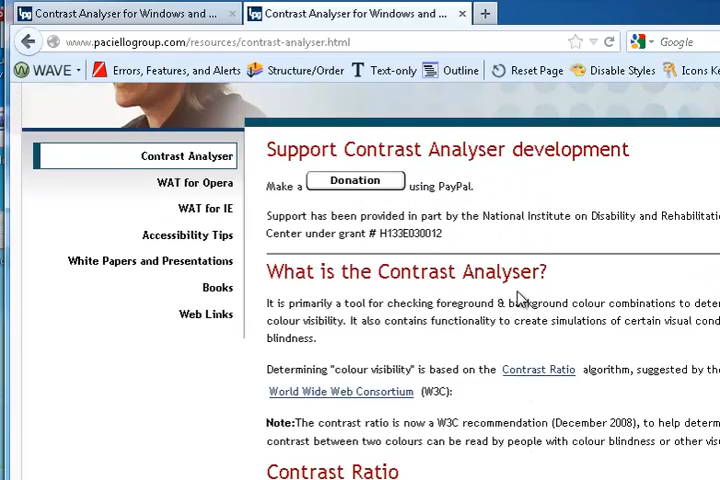 Contrast Analyser for Windows and ... × Contrast Analyser for Windows and ... × +
www.paciellogroup.com/resources/contrast-analyser.html Google
WAVE Errors, Features, and Alerts Structure/Order Text-only Outline Reset Page Disable Styles Icons Ke
Contrast Analyser
WAT for Opera
WAT for IE
Accessibility Tips
White Papers and Presentations
Books
Web Links
Support Contrast Analyser development
Make a Donation using PayPal.
Support has been provided in part by the National Institute on Disability and Rehabilitatio
Center under grant # H133E030012
What is the Contrast Analyser?
It is primarily a tool for checking foreground & background colour combinations to deter
colour visibility. It also contains functionality to create simulations of certain visual cond
blindness.
Determining "colour visibility" is based on the Contrast Ratio algorithm, suggested by the
World Wide Web Consortium (W3C):
Note:The contrast ratio is now a W3C recommendation (December 2008), to help determ
contrast between two colours can be read by people with colour blindness or other visu
Contrast Ratio